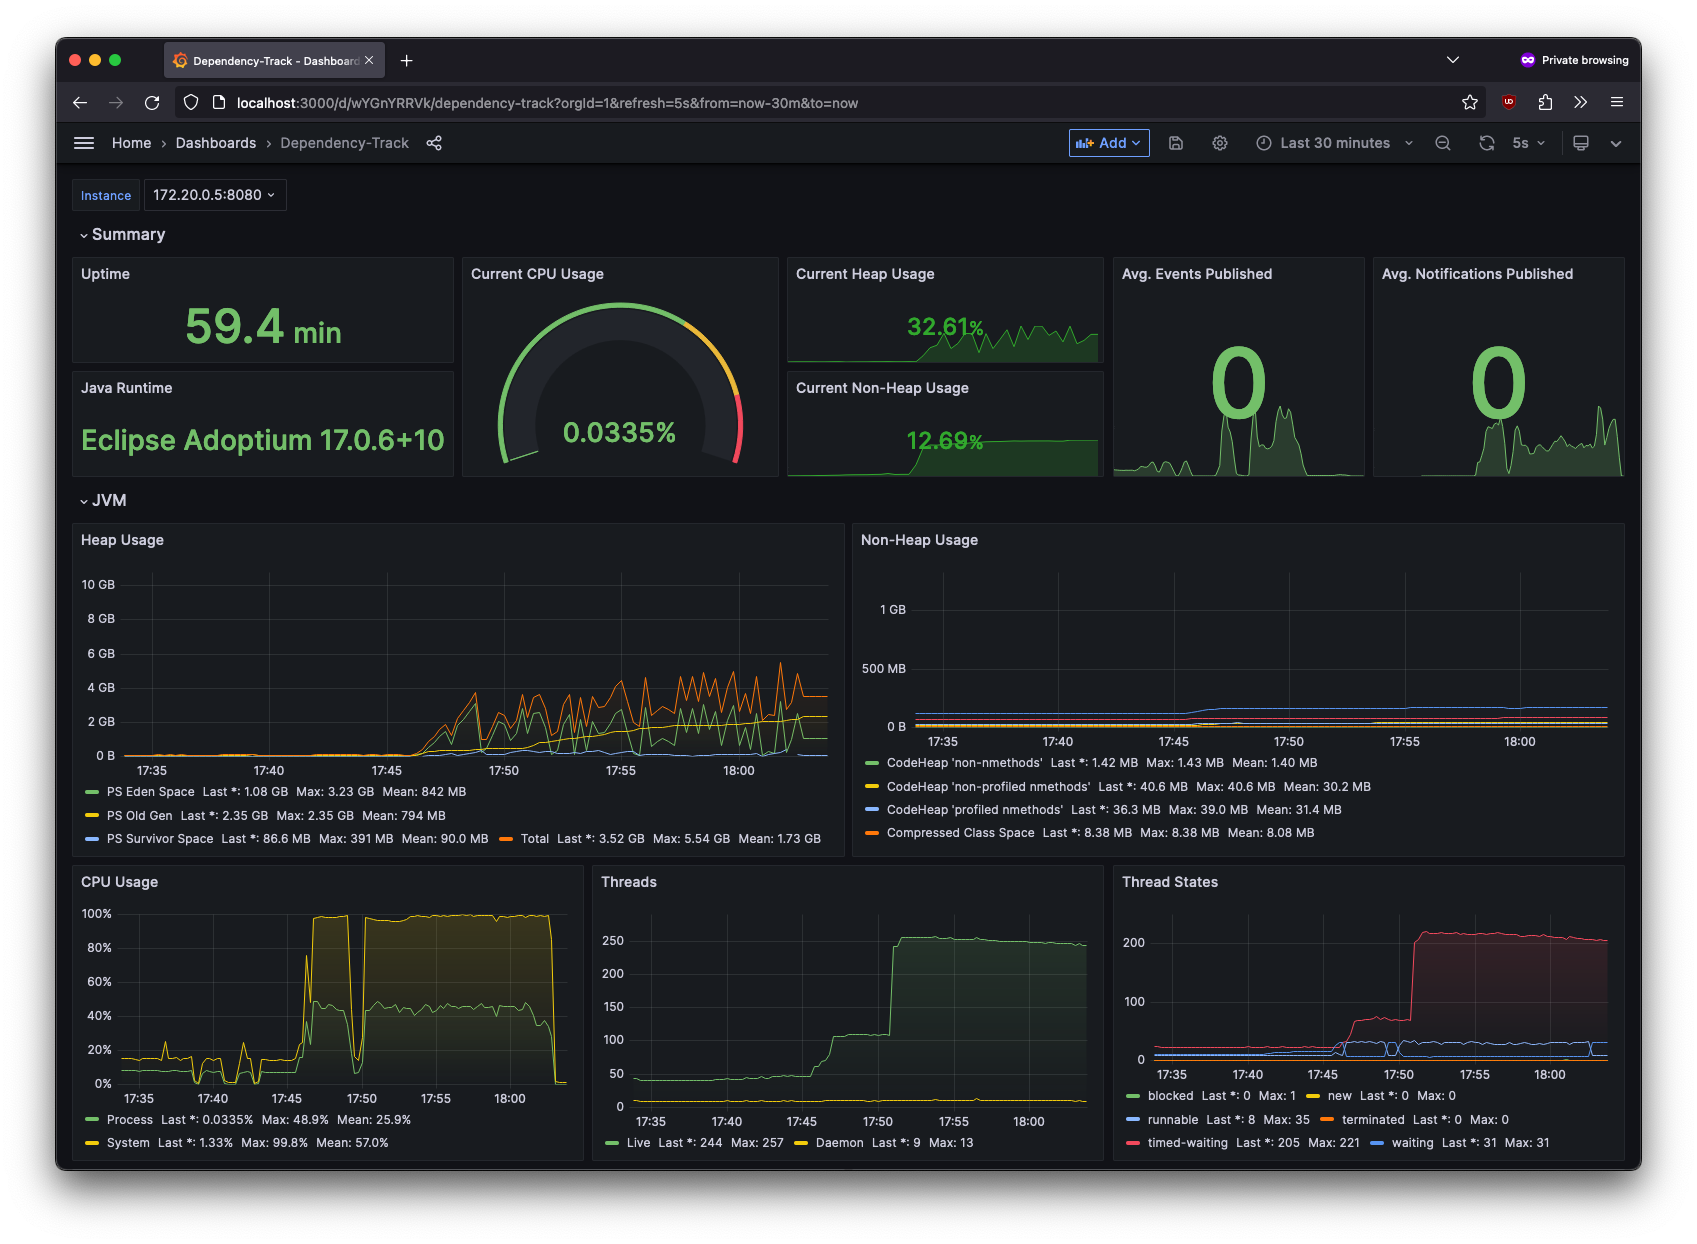 Dependency-Track - Dashboard
Private browsing
localhost:3000/d/wYGnYRRVk/dependency-track?orgId=1&refresh=5s&from=now-30m&to=now
Home › Dashboards › Dependency-Track
Add
Last 30 minutes
5s
Instance
172.20.0.5:8080
Summary
Uptime
59.4 min
Java Runtime
Eclipse Adoptium 17.0.6+10
Current CPU Usage
0.0335%
Current Heap Usage
32.61%
Current Non-Heap Usage
12.69%
Avg. Events Published
0
Avg. Notifications Published
0
JVM
Heap Usage
10 GB
8 GB
6 GB
4 GB
2 GB
0 B
17:35 17:40 17:45 17:50 17:55 18:00
PS Eden Space Last *: 1.08 GB Max: 3.23 GB Mean: 842 MB
PS Old Gen Last *: 2.35 GB Max: 2.35 GB Mean: 794 MB
PS Survivor Space Last *: 86.6 MB Max: 391 MB Mean: 90.0 MB Total Last *: 3.52 GB Max: 5.54 GB Mean: 1.73 GB
Non-Heap Usage
1 GB
500 MB
0 B
17:35 17:40 17:45 17:50 17:55 18:00
CodeHeap 'non-nmethods' Last *: 1.42 MB Max: 1.43 MB Mean: 1.40 MB
CodeHeap 'non-profiled nmethods' Last *: 40.6 MB Max: 40.6 MB Mean: 30.2 MB
CodeHeap 'profiled nmethods' Last *: 36.3 MB Max: 39.0 MB Mean: 31.4 MB
Compressed Class Space Last *: 8.38 MB Max: 8.38 MB Mean: 8.08 MB
CPU Usage
100%
80%
60%
40%
20%
0%
17:35 17:40 17:45 17:50 17:55 18:00
Process Last *: 0.0335% Max: 48.9% Mean: 25.9%
System Last *: 1.33% Max: 99.8% Mean: 57.0%
Threads
250
200
150
100
50
0
17:35 17:40 17:45 17:50 17:55 18:00
Live Last *: 244 Max: 257 Daemon Last *: 9 Max: 13
Thread States
200
100
0
17:35 17:40 17:45 17:50 17:55 18:00
blocked Last *: 0 Max: 1 new Last *: 0 Max: 0
runnable Last *: 8 Max: 35 terminated Last *: 0 Max: 0
timed-waiting Last *: 205 Max: 221 waiting Last *: 31 Max: 31